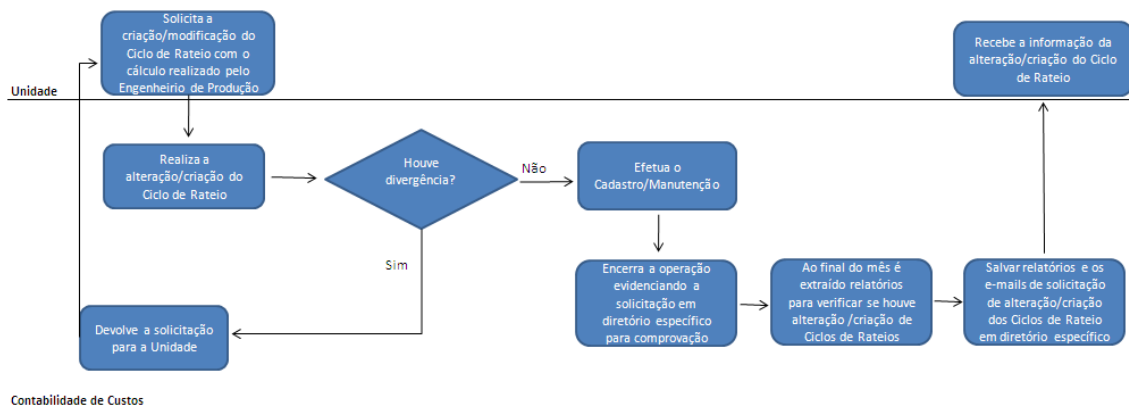 Solicita a
criação/modificação do
Ciclo de Rateio com o
cálculo realizado pelo
Engenheirio de Produção
Recebe a informação da
alteração/criação do Ciclo
de Rateio
Unidade
Realiza a
alteração/criação do
Ciclo de Rateio
Houve
divergência?
Não
Efetua o
Cadastro/Manutenção
Sim
Encerra a operação
evidenciando a
solicitação em
diretório específico
para comprovação
Ao final do mês é
extraído relatórios
para verificar se houve
alteração /criação de
Ciclos de Rateios
Salvar relatórios e os
e-mails de solicitação
de alteração/criação
dos Ciclos de Rateio
em diretório específico
Devolve a solicitação
para a Unidade
Contabilidade de Custos